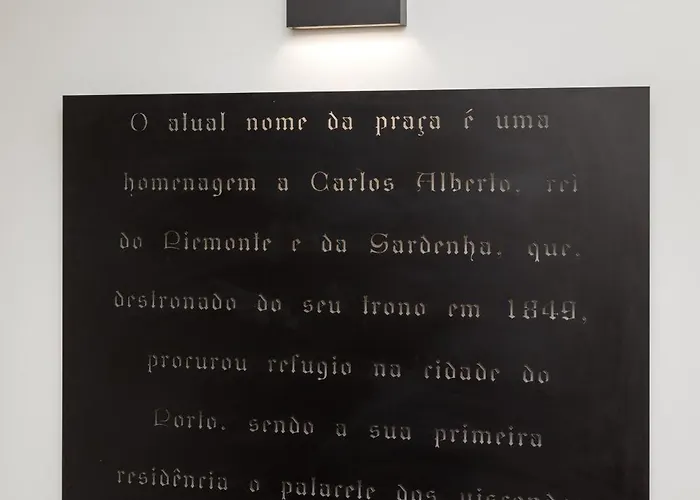 O atual nome da praça é uma
homenagem a Carlos Alberto, rei
do Piemonte e da Sardenha, que,
destronado do seu trono em 1849,
procurou refugio na cidade do
Porto, sendo a sua primeira
residência o palacete dos